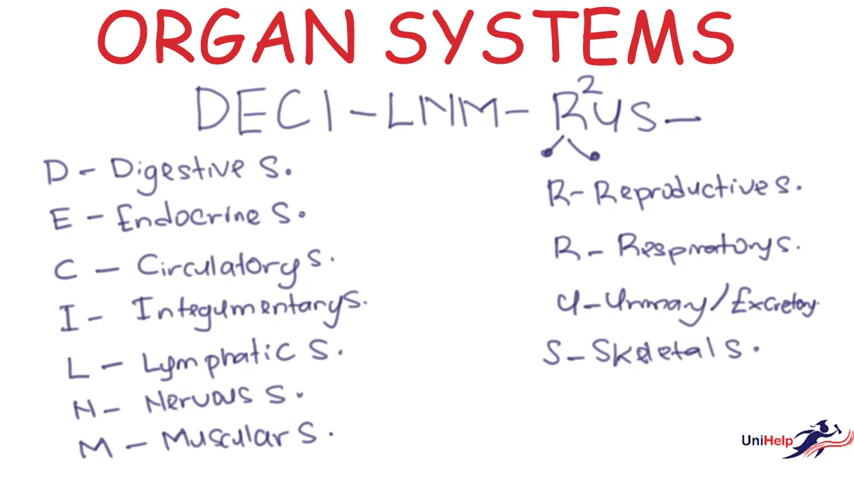 ORGAN SYSTEMS
DECI-LNM-R²US-
D - Digestive S.
E - Endocrine S.
C - Circulatory S.
I - Integumentary S.
L - Lymphatic S.
N - Nervous S.
M - Muscular S.
R - Reproductive S.
R - Respiratory S.
U - Urinary/Excretory.
S - Skeletal S.
UniHelp